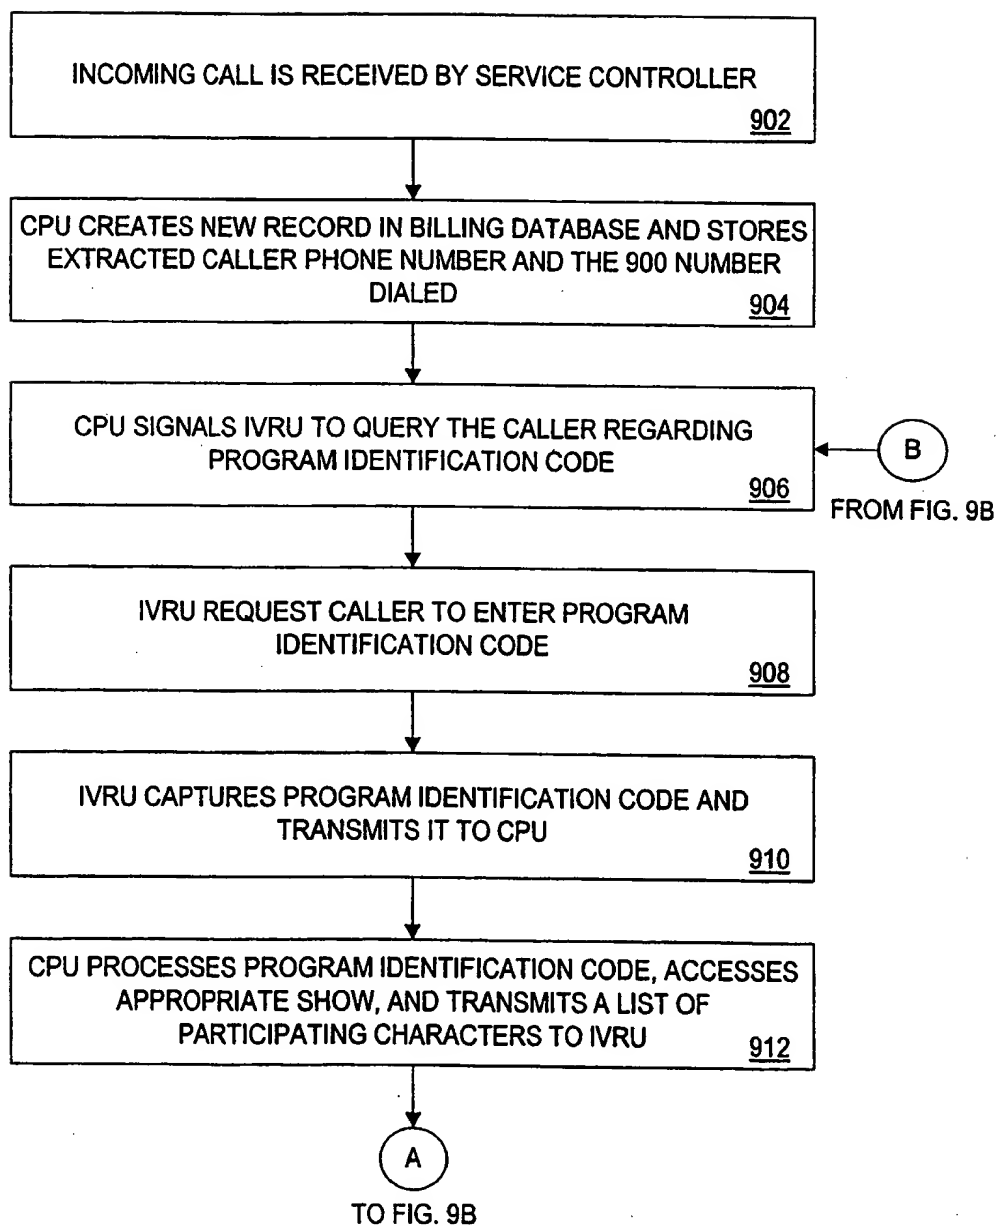 INCOMING CALL IS RECEIVED BY SERVICE CONTROLLER
902
CPU CREATES NEW RECORD IN BILLING DATABASE AND STORES
EXTRACTED CALLER PHONE NUMBER AND THE 900 NUMBER
DIALED
904
CPU SIGNALS IVRU TO QUERY THE CALLER REGARDING
PROGRAM IDENTIFICATION CODE
906
B
FROM FIG. 9B
IVRU REQUEST CALLER TO ENTER PROGRAM
IDENTIFICATION CODE
908
IVRU CAPTURES PROGRAM IDENTIFICATION CODE AND
TRANSMITS IT TO CPU
910
CPU PROCESSES PROGRAM IDENTIFICATION CODE, ACCESSES
APPROPRIATE SHOW, AND TRANSMITS A LIST OF
PARTICIPATING CHARACTERS TO IVRU
912
A
TO FIG. 9B